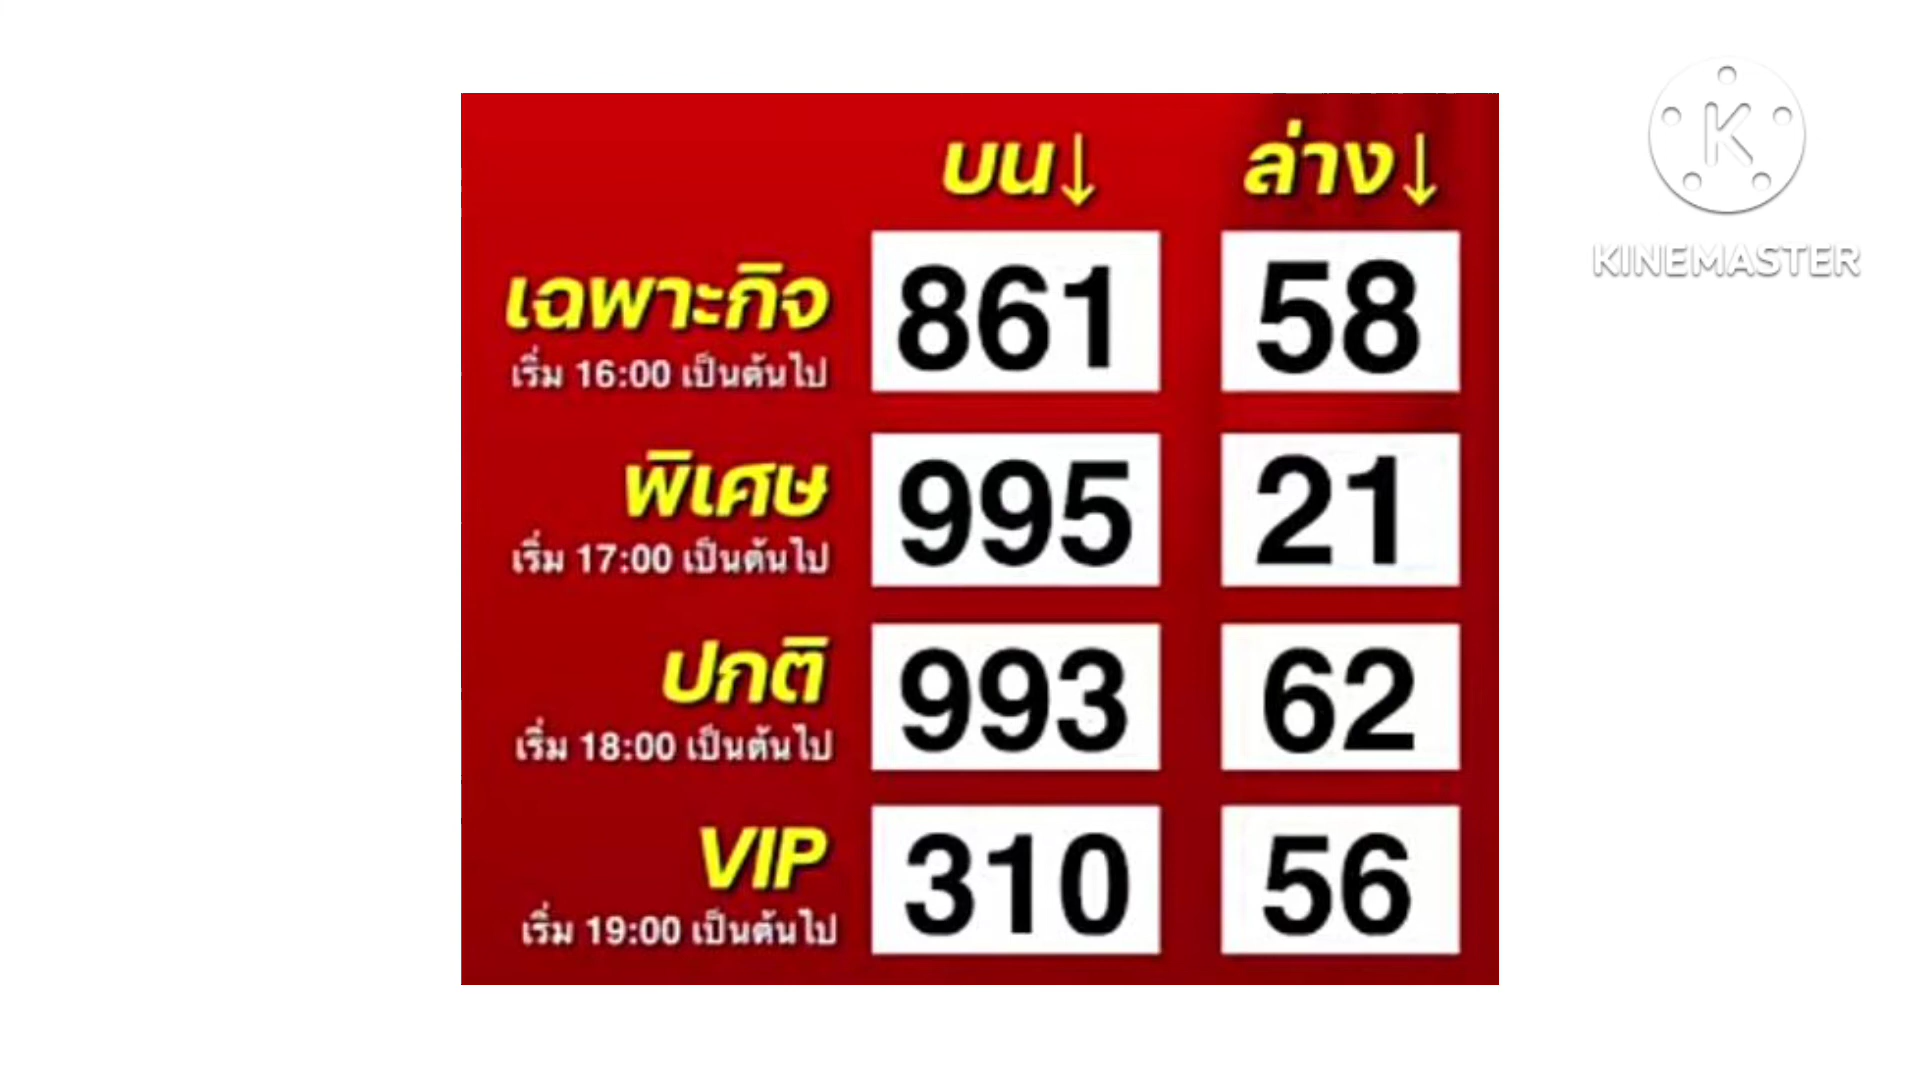 บน↓ ล่าง↓
เฉพาะกิจ 861 58
เริ่ม 16:00 เป็นต้นไป
พิเศษ 995 21
เริ่ม 17:00 เป็นต้นไป
ปกติ 993 62
เริ่ม 18:00 เป็นต้นไป
VIP 310 56
เริ่ม 19:00 เป็นต้นไป
K
KINEMASTER